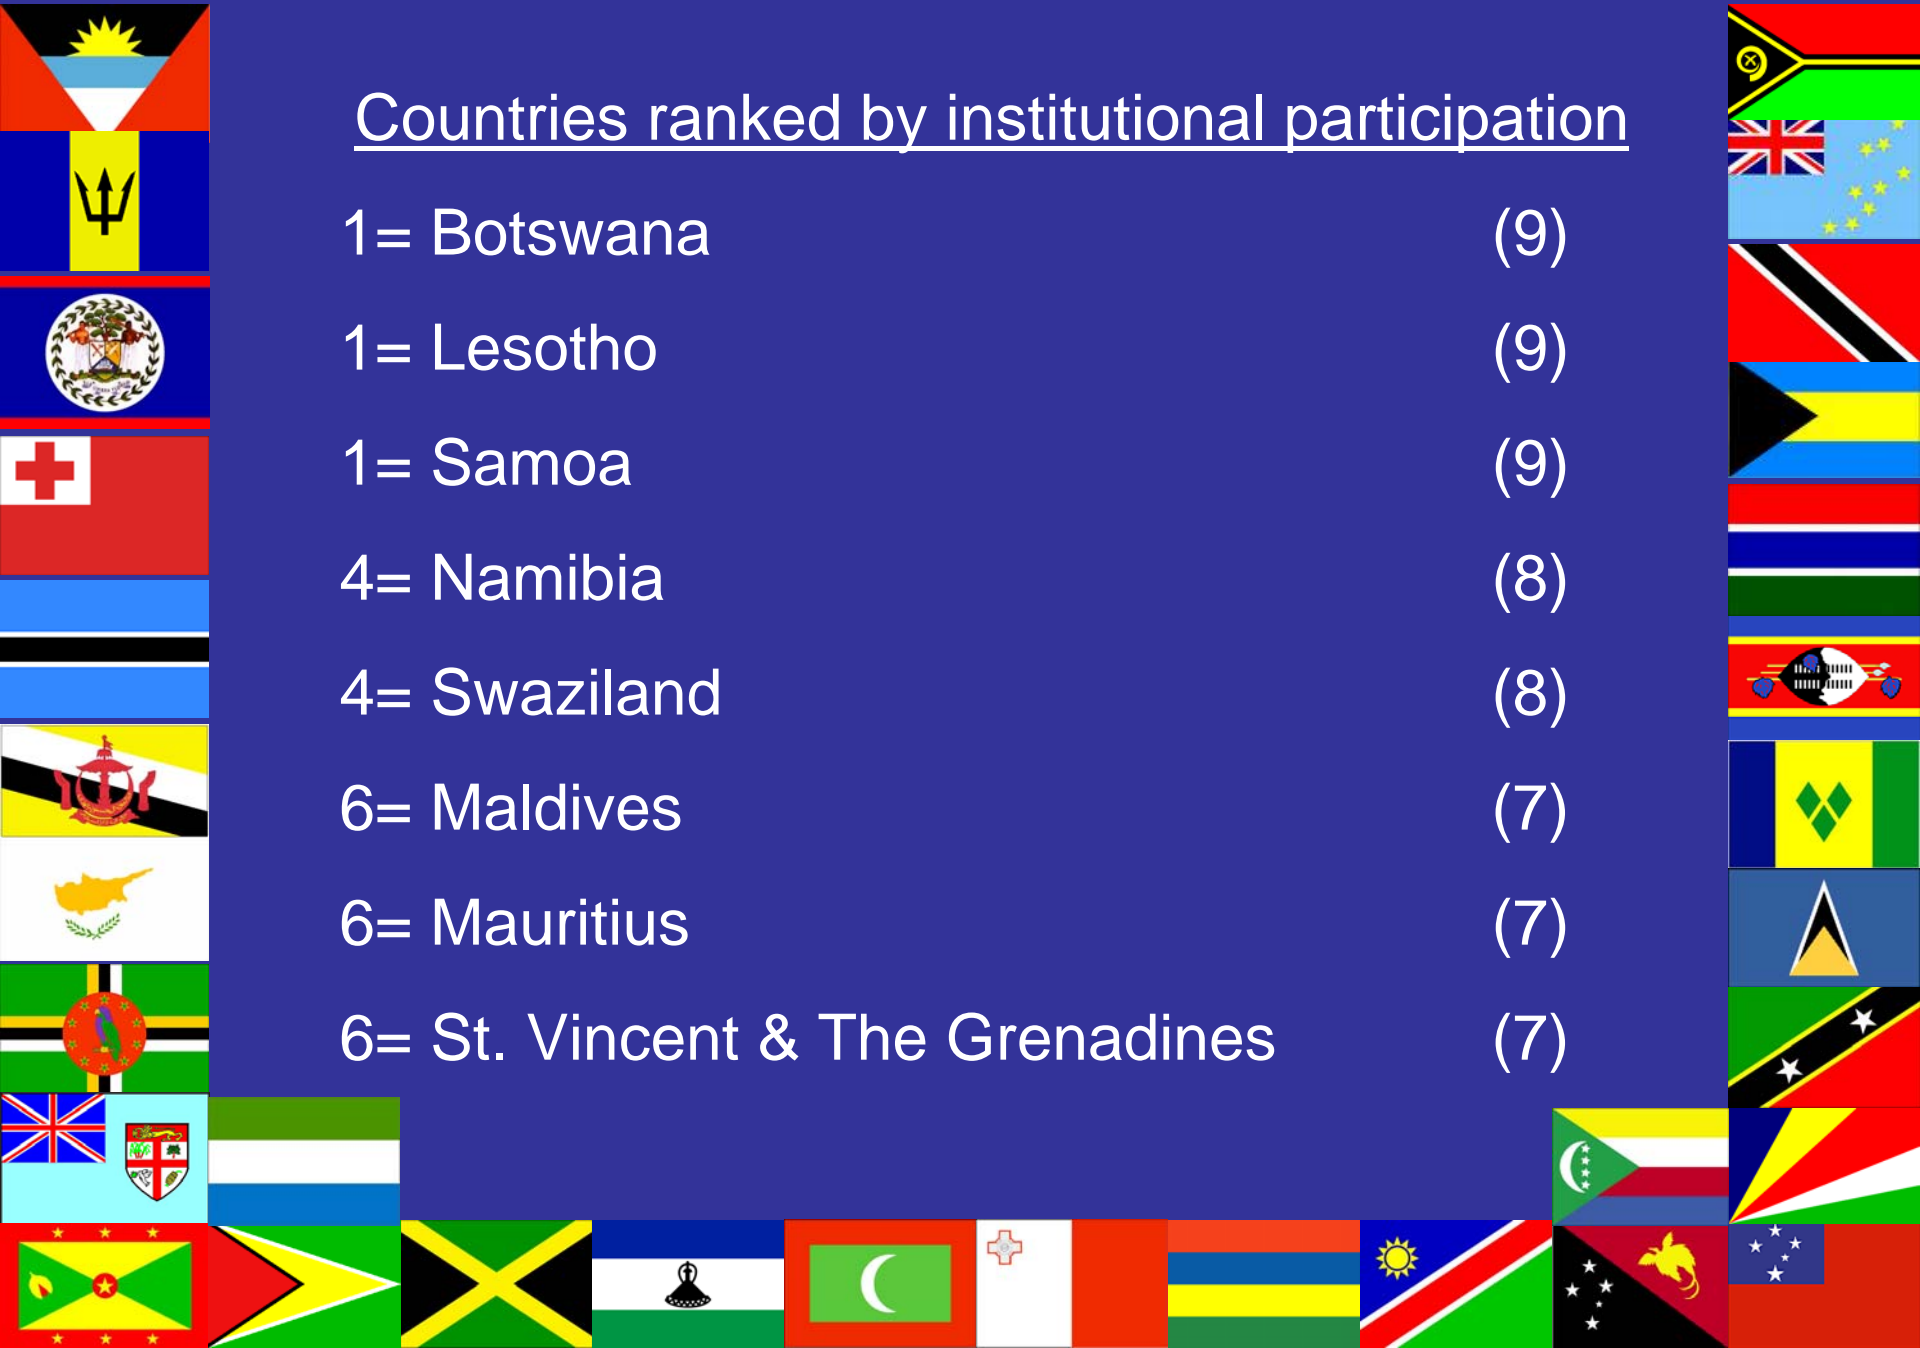 Countries ranked by institutional participation
1= Botswana (9)
1= Lesotho (9)
1= Samoa (9)
4= Namibia (8)
4= Swaziland (8)
6= Maldives (7)
6= Mauritius (7)
6= St. Vincent & The Grenadines (7)